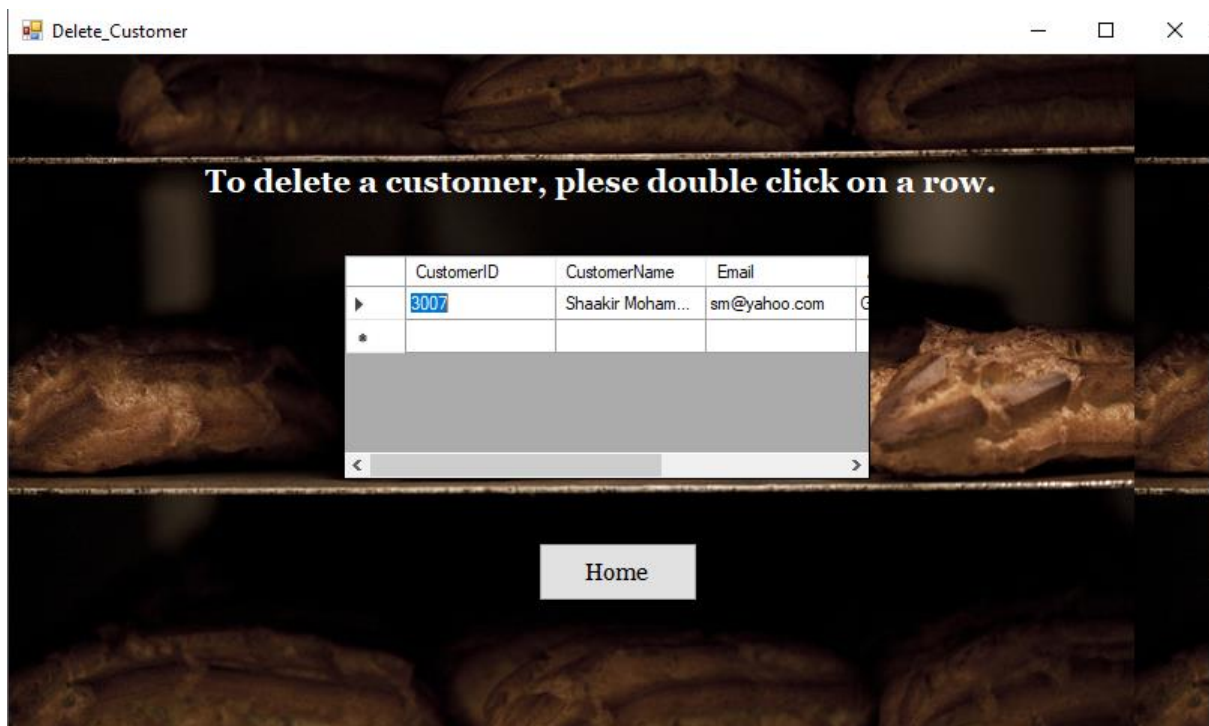 Delete_Customer
To delete a customer, plese double click on a row.
CustomerID CustomerName Email
3007 Shaakir Moham... sm@yahoo.com
Home